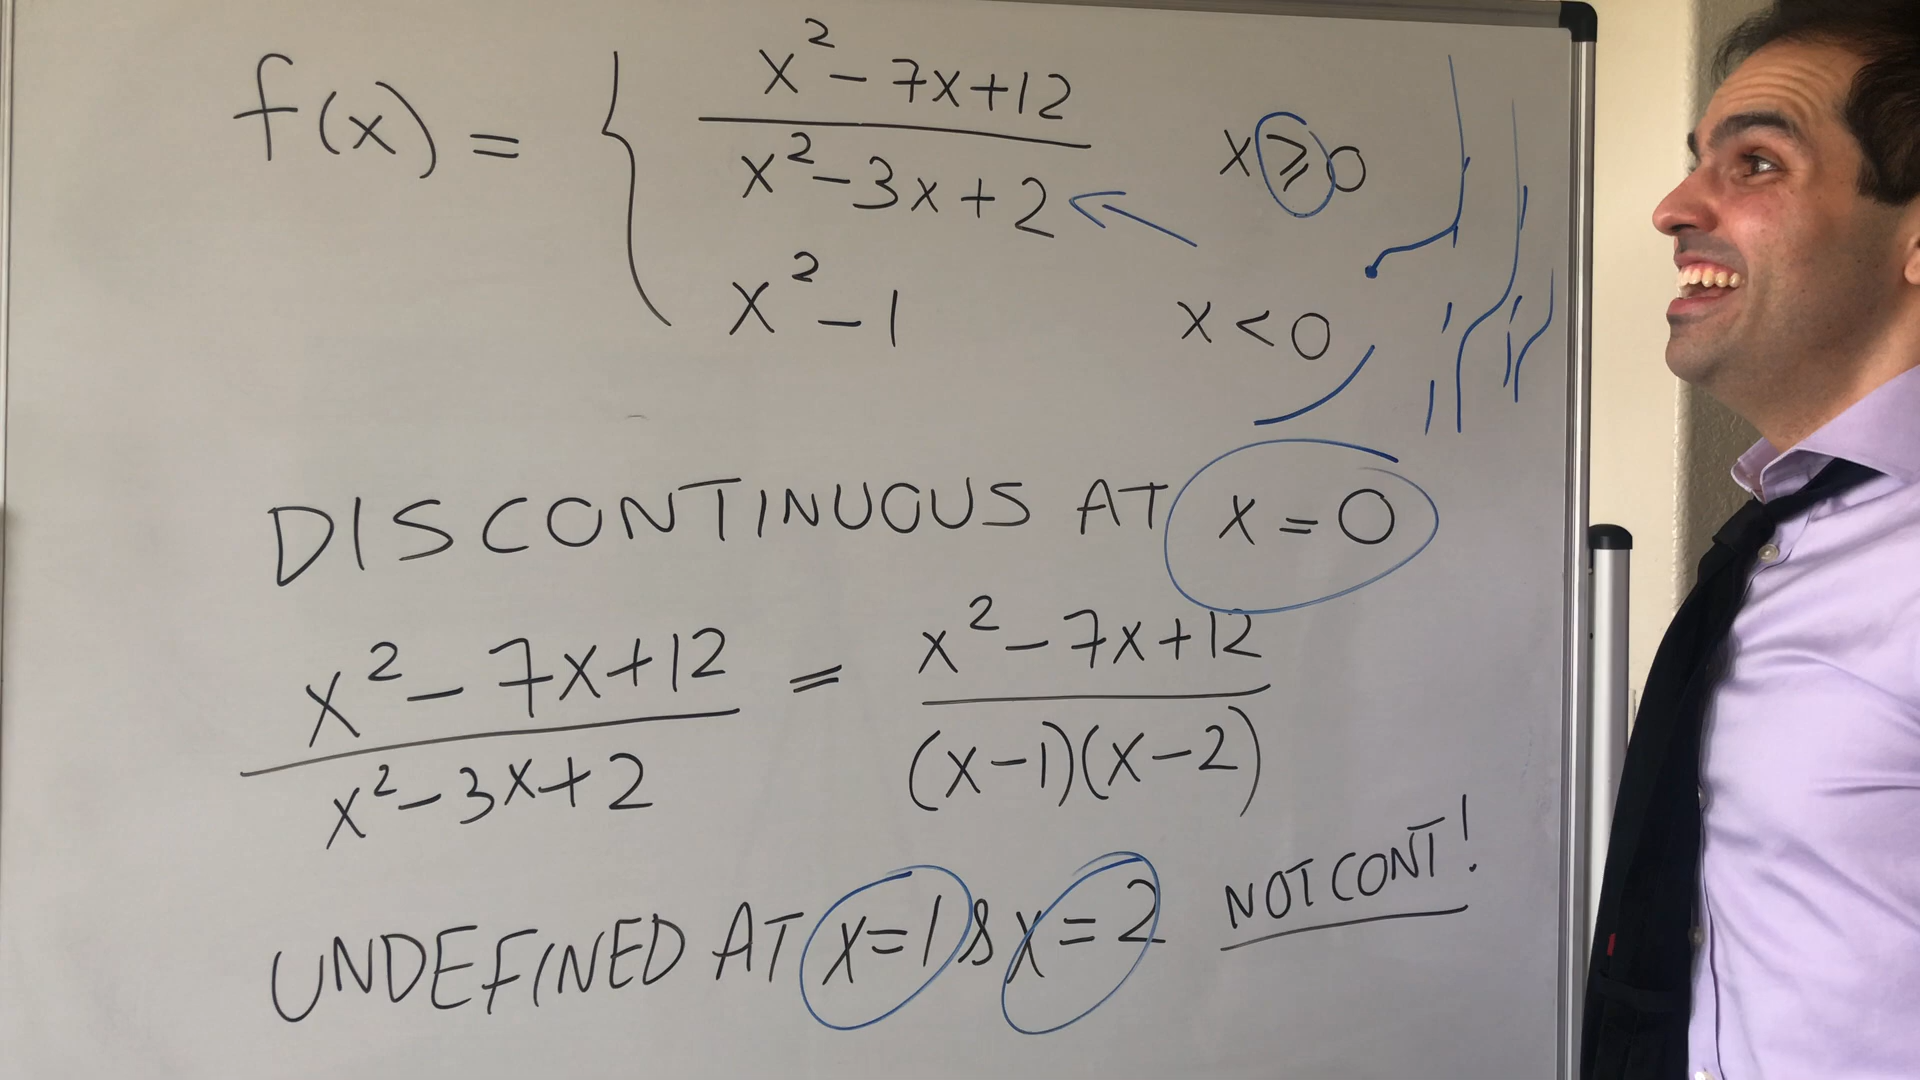 f(x) = { x² - 7x+12 / x² - 3x + 2    x ⩾ 0
x² - 1    x < 0
DISCONTINUOUS AT x = 0
x² - 7x+12 / x² - 3x+2 = x² - 7x+12 / (x-1)(x-2)
UNDEFINED AT x=1 & x=2 NOT CONT!